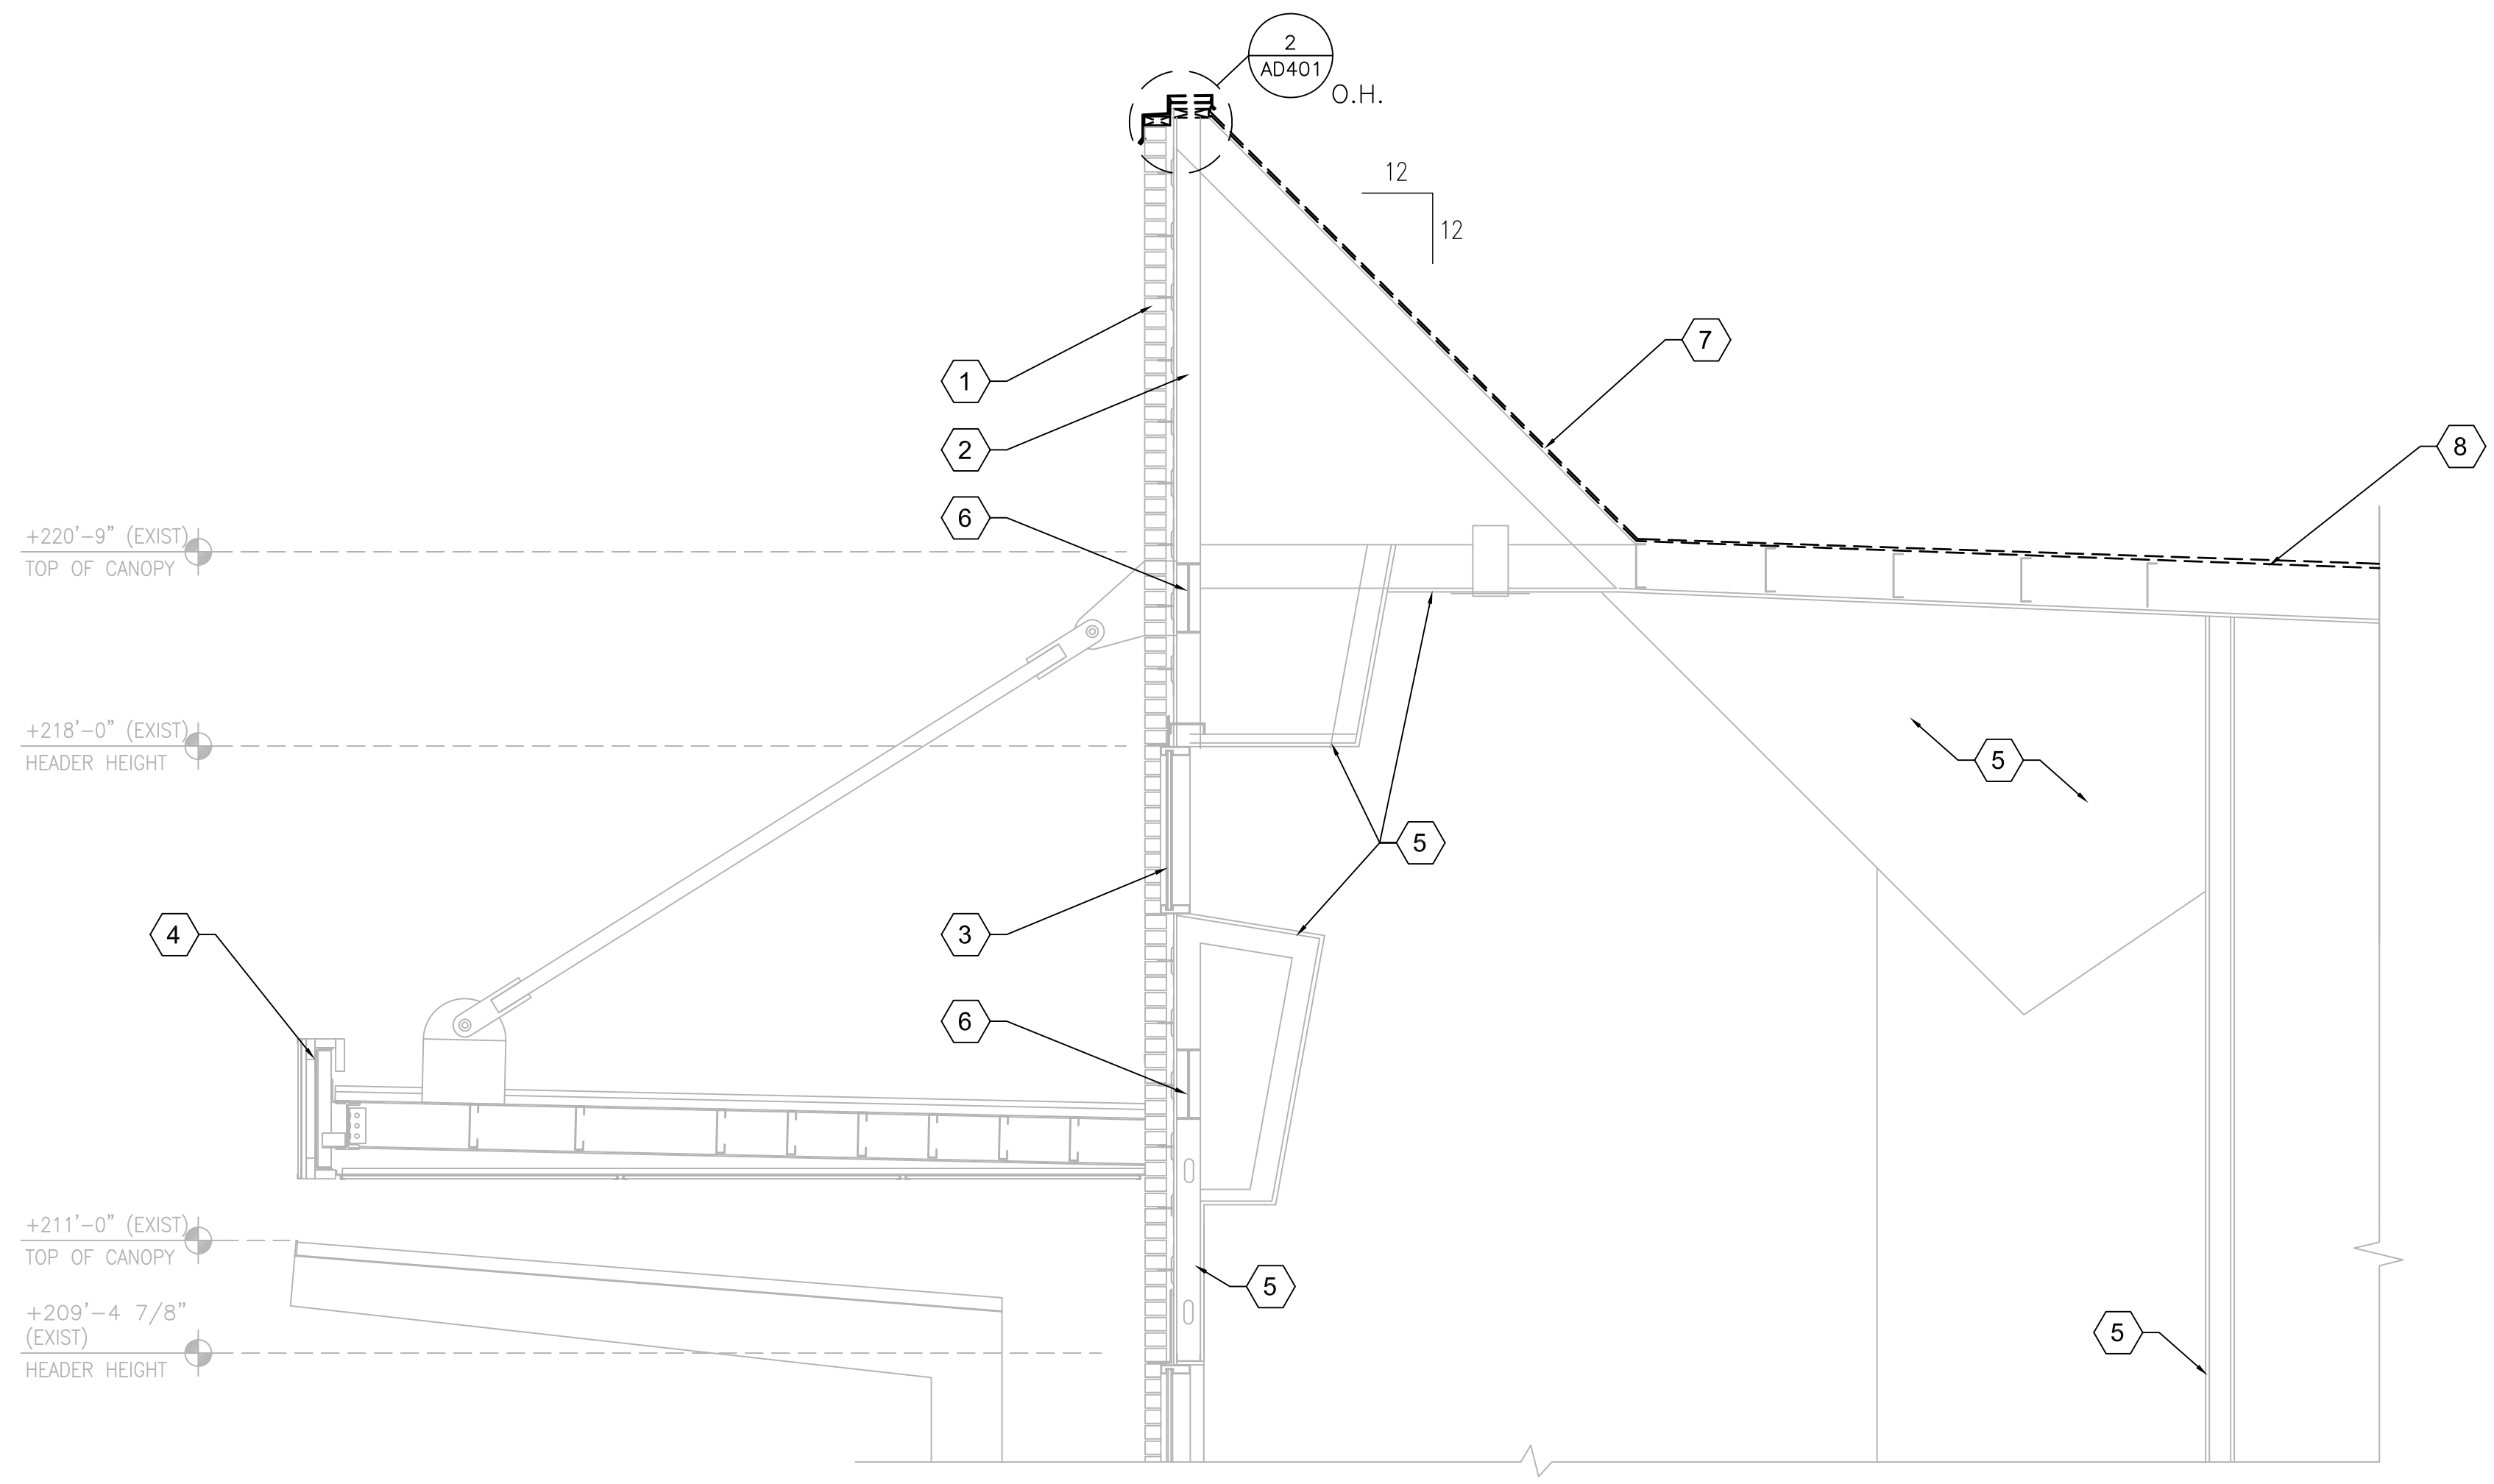 2
AD401
O.H.
12
12
7
1
8
2
6
+220'-9" (EXIST)
TOP OF CANOPY
+218'-0" (EXIST)
HEADER HEIGHT
5
5
4
3
6
+211'-0" (EXIST)
TOP OF CANOPY
5
+209'-4 7/8"
(EXIST)
HEADER HEIGHT
5